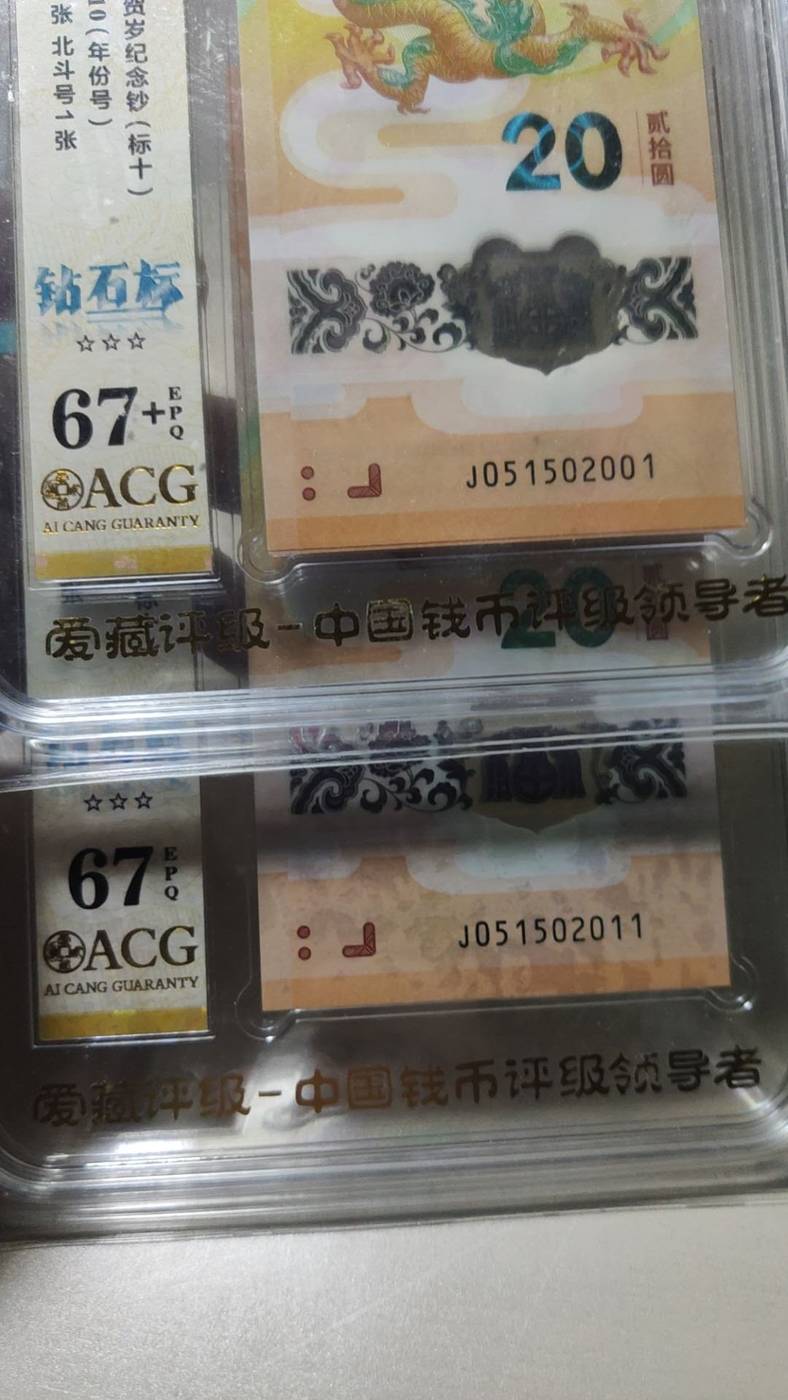 贺岁纪念钞(标十)
10(年份号)
张 北斗号1张
钻石标
☆☆☆
67+EPQ
ACG
AI CANG GUARANTY
20
贰拾圆
J051502001
爱藏评级-中国钱币评级领导者
20
☆☆☆
67EPQ
ACG
AI CANG GUARANTY
J051502011
爱藏评级-中国钱币评级领导者